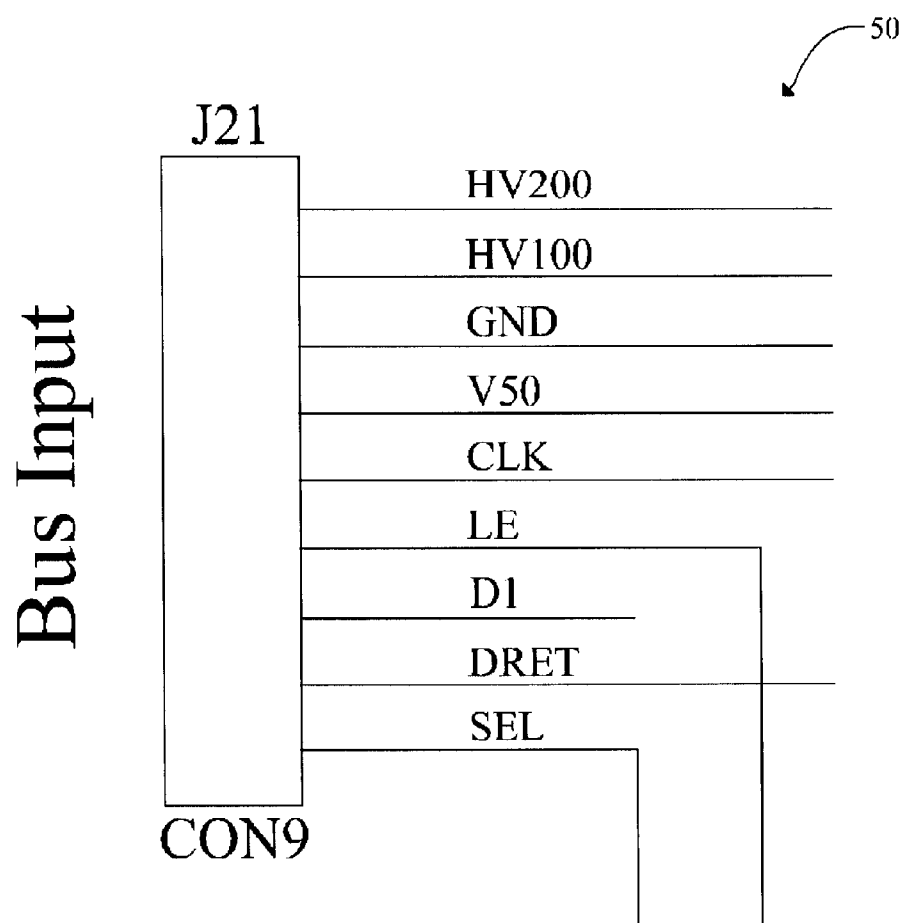 50
J21
HV200
HV100
GND
V50
CLK
LE
D1
DRET
SEL
CON9
Bus Input